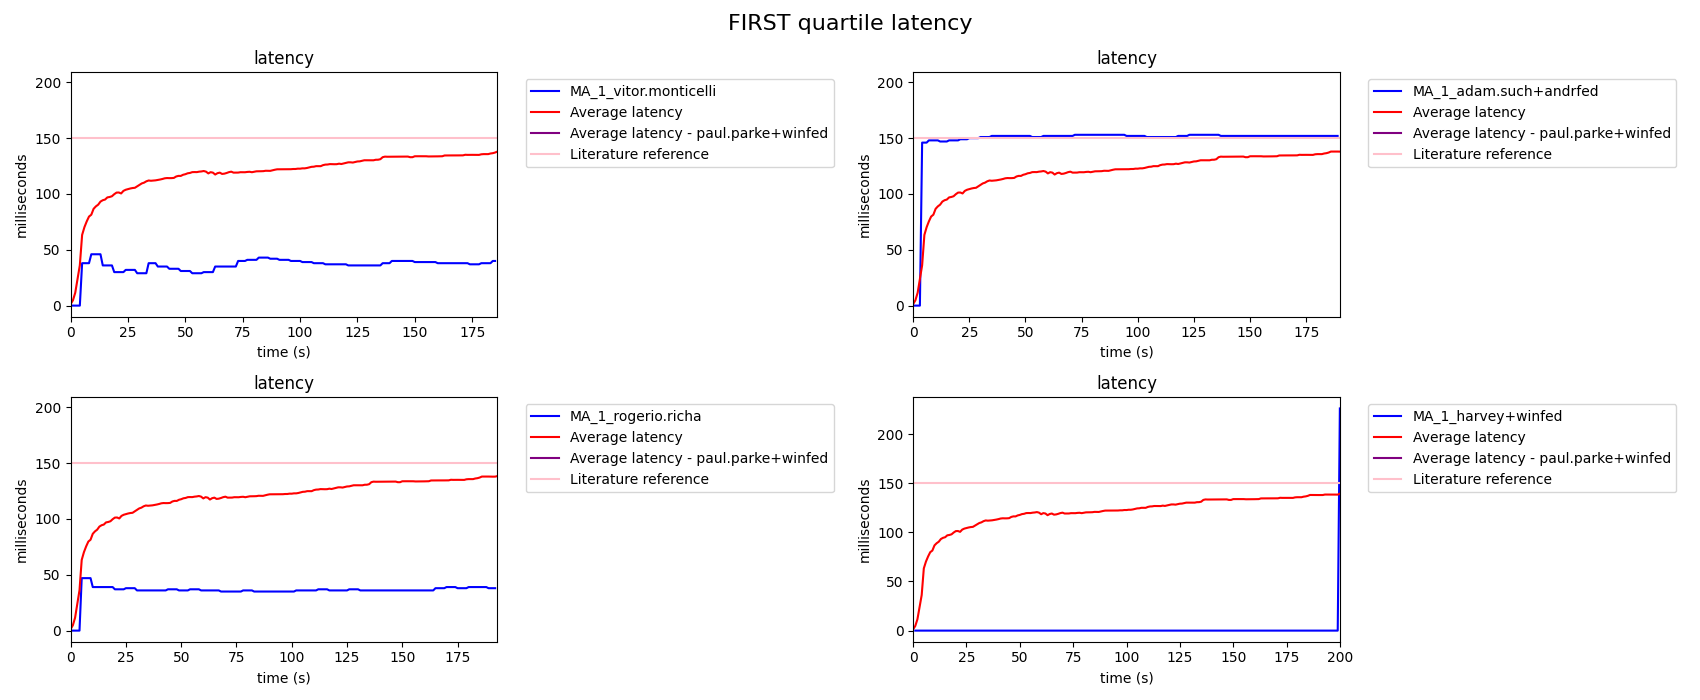 FIRST quartile latency
latency
200
150
100
50
0
milliseconds
0 25 50 75 100 125 150 175
time (s)
MA_1_vitor.monticelli
Average latency
Average latency - paul.parke+winfed
Literature reference
latency
200
150
100
50
0
milliseconds
0 25 50 75 100 125 150 175
time (s)
MA_1_adam.such+andrfed
Average latency
Average latency - paul.parke+winfed
Literature reference
latency
200
150
100
50
0
milliseconds
0 25 50 75 100 125 150 175
time (s)
MA_1_rogerio.richa
Average latency
Average latency - paul.parke+winfed
Literature reference
latency
200
150
100
50
0
milliseconds
0 25 50 75 100 125 150 175 200
time (s)
MA_1_harvey+winfed
Average latency
Average latency - paul.parke+winfed
Literature reference